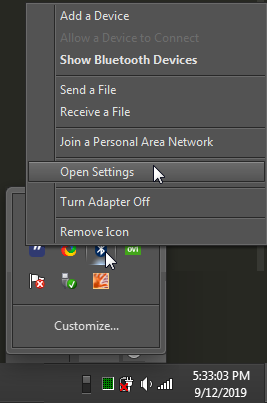 Add a Device
Allow a Device to Connect
Show Bluetooth Devices
Send a File
Receive a File
Join a Personal Area Network
Open Settings
Turn Adapter Off
Remove Icon
ovi
Customize...
5:33:03 PM
9/12/2019